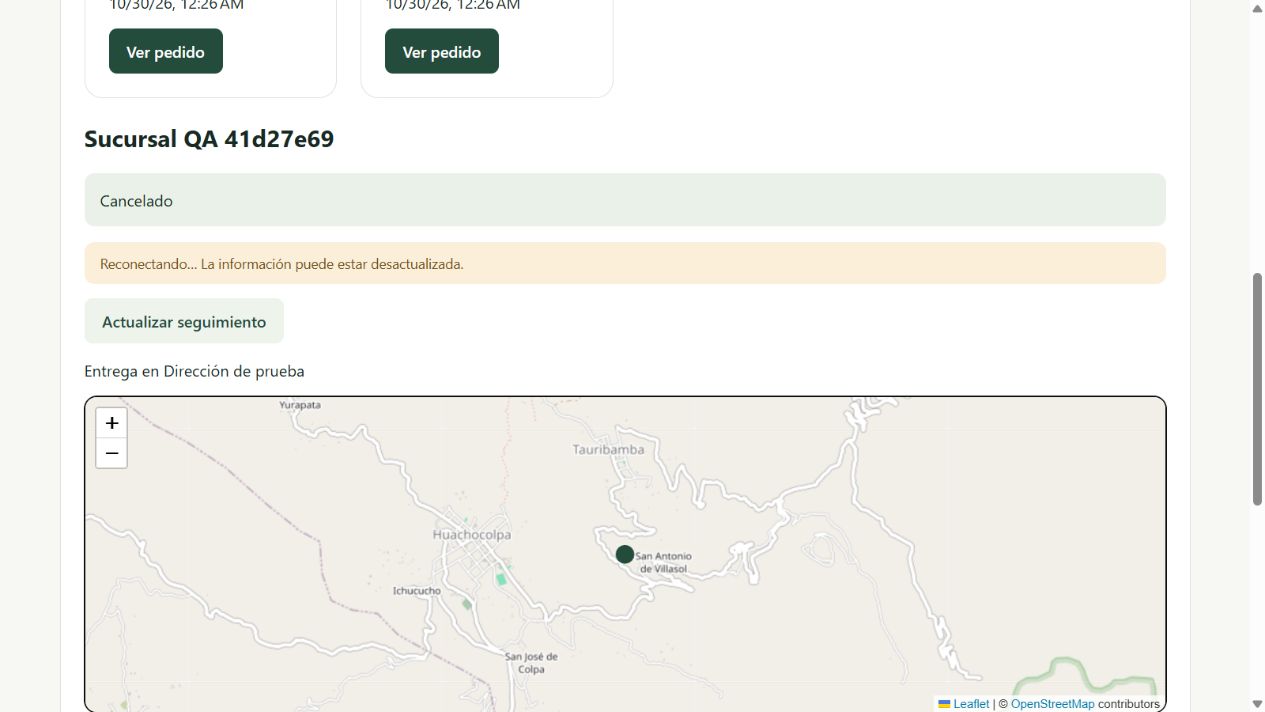 10/30/26, 12:26 AM
10/30/26, 12:26 AM
Ver pedido
Ver pedido
Sucursal QA 41d27e69
Cancelado
Reconectando... La información puede estar desactualizada.
Actualizar seguimiento
Entrega en Dirección de prueba
+
−
Yurapata
Tauribamba
Huachocolpa
San Antonio
de Villasol
Ichucucho
San José de
Colpa
Leaflet | © OpenStreetMap contributors